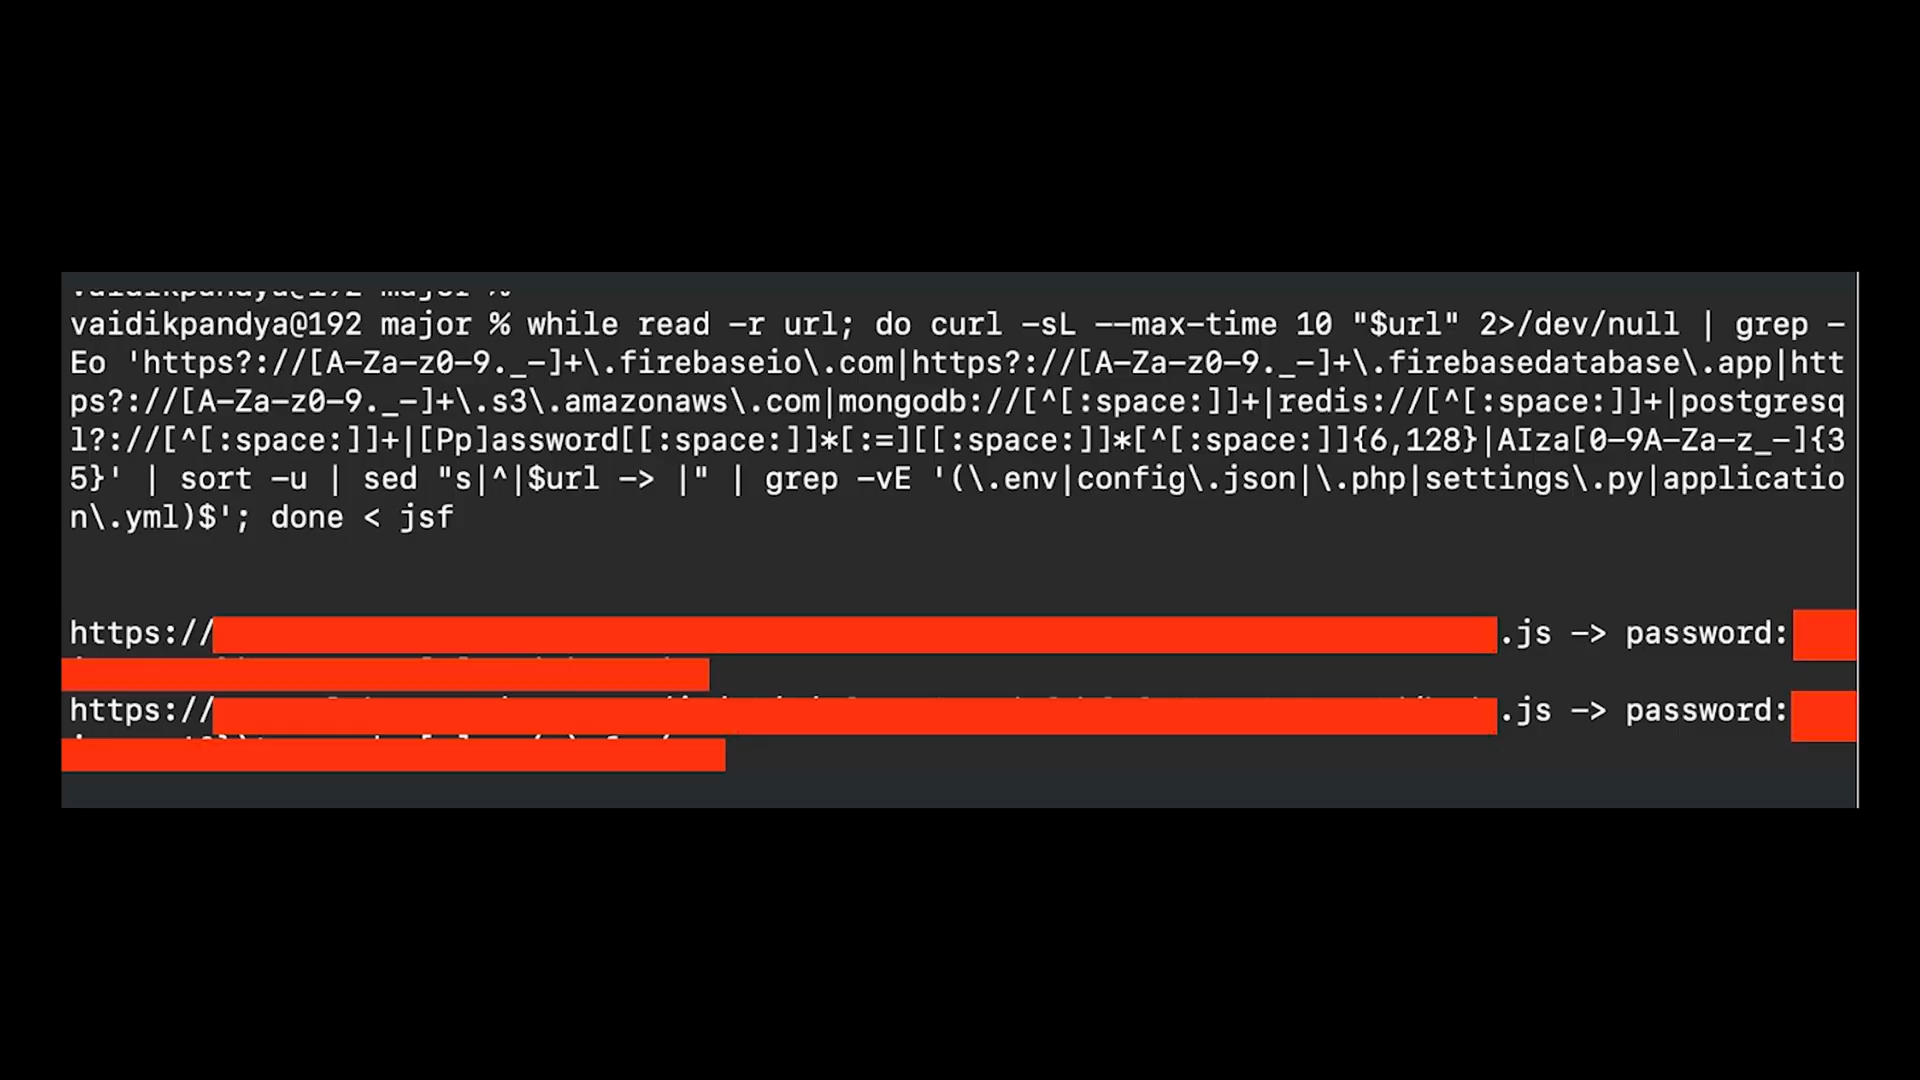 vaidikpandya@192 major %
vaidikpandya@192 major % while read -r url; do curl -sL --max-time 10 "$url" 2>/dev/null | grep -
Eo 'https?://[A-Za-z0-9._-]+\.firebaseio\.com|https?://[A-Za-z0-9._-]+\.firebasedatabase\.app|htt
ps?://[A-Za-z0-9._-]+\.s3\.amazonaws\.com|mongodb://[^[:space:]]+|redis://[^[:space:]]+|postgresq
l?://[^[:space:]]+|[Pp]assword[[:space:]]*[:=][[:space:]]*[^[:space:]]{6,128}|AIza[0-9A-Za-z_-]{3
5}' | sort -u | sed "s|^|$url -> |" | grep -vE '(\.env|config\.json|\.php|settings\.py|applicatio
n\.yml)$'; done < jsf
https://
.js -> password:
https://
.js -> password: